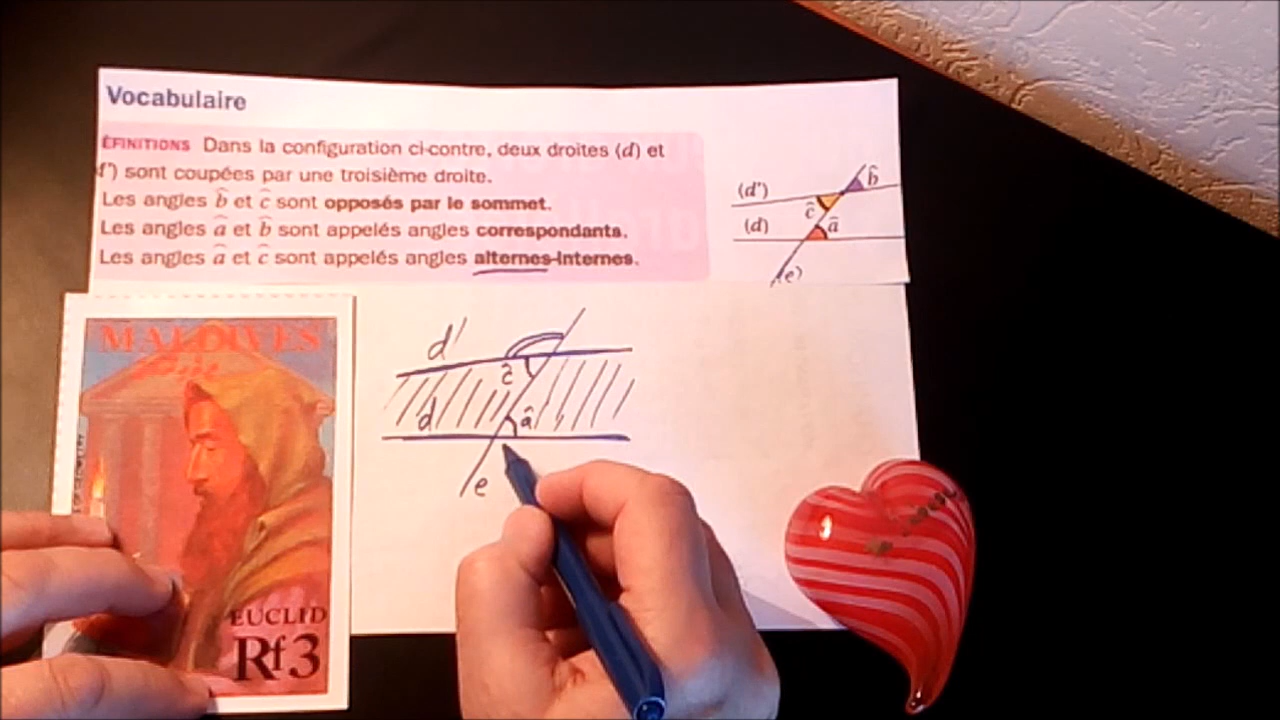 Vocabulaire
ÉFINITIONS Dans la configuration ci-contre, deux droites (d) et
d') sont coupées par une troisième droite.
Les angles b̂ et ĉ sont opposés par le sommet.
Les angles â et b̂ sont appelés angles correspondants.
Les angles â et ĉ sont appelés angles alternes-internes.
(d')
b̂
ĉ
(d)
â
(e)
d'
ĉ
d
â
e
MALDIVES
EUCLID
Rf3